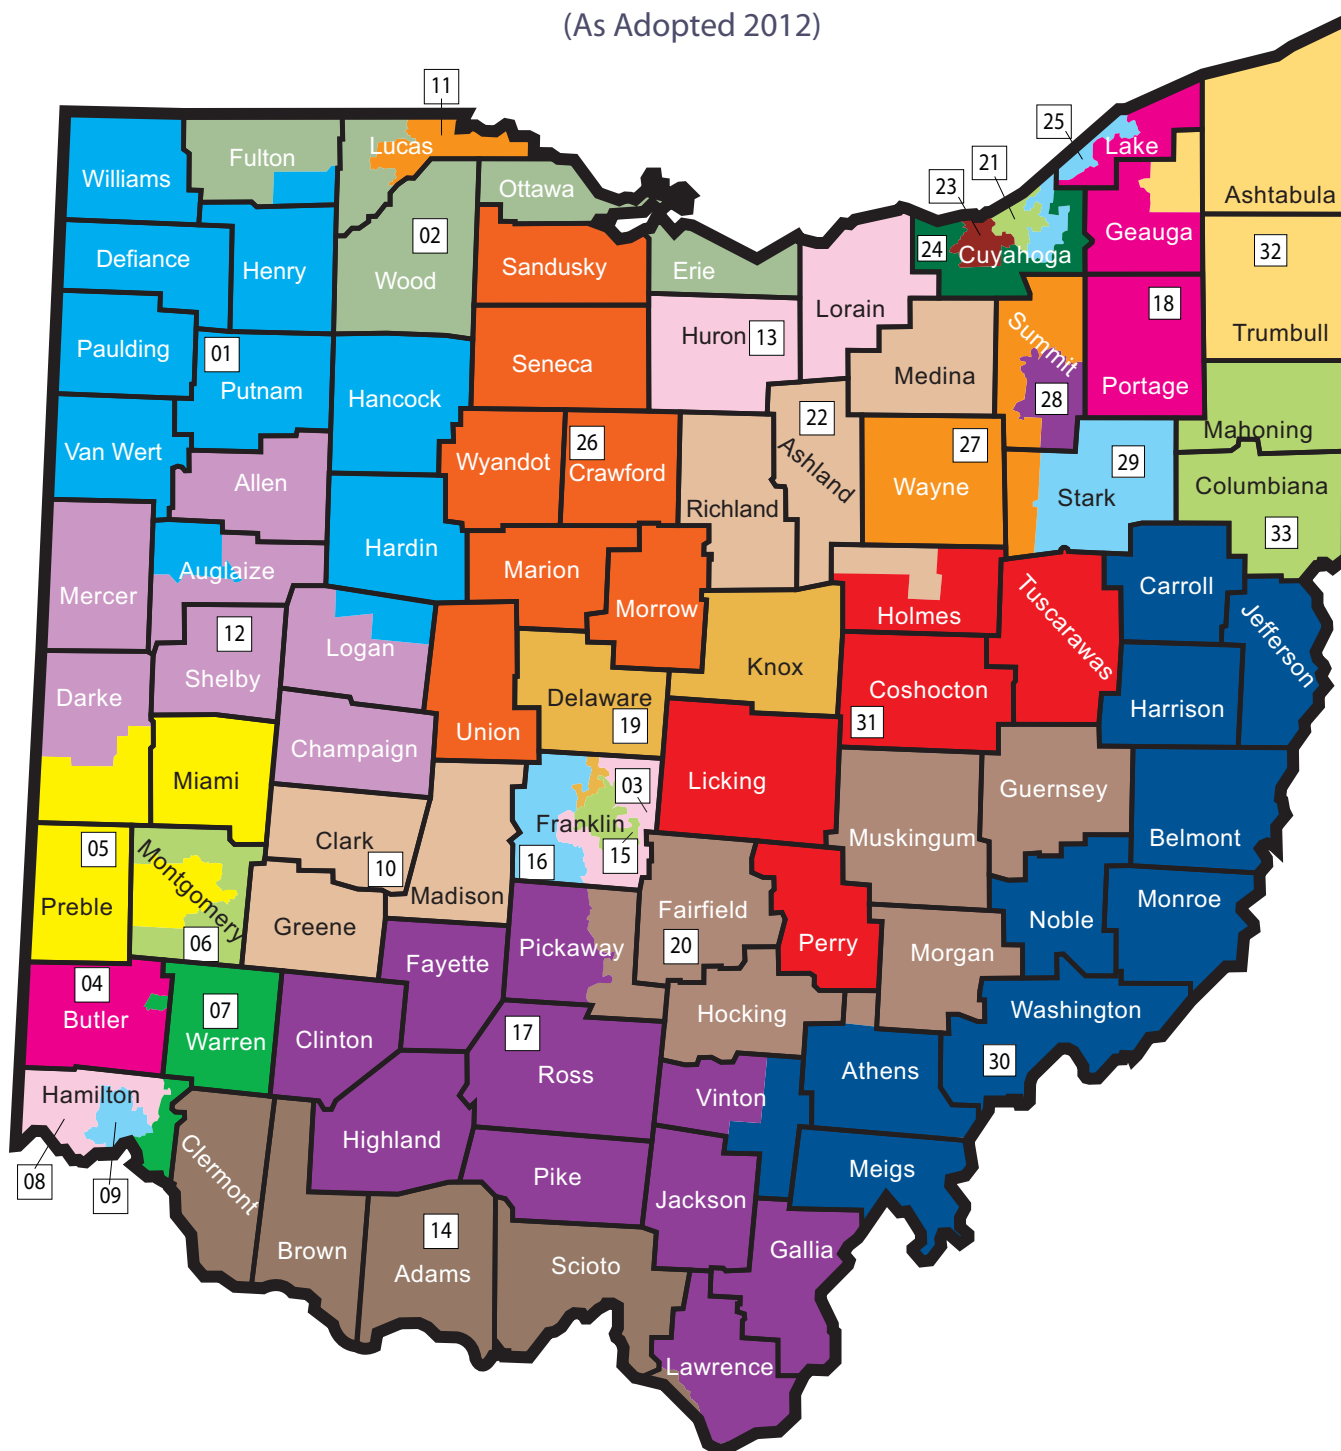 (As Adopted 2012)
11
25
Williams
Fulton
Lucas
Lake
21
Ottawa
23
Ashtabula
02
Geauga
24
Cuyahoga
32
Defiance
Henry
Wood
Sandusky
Erie
Lorain
18
Trumbull
Paulding
01
Putnam
Huron
13
Summit
Seneca
Medina
Portage
Hancock
28
Van Wert
22
Mahoning
Wyandot
26
Crawford
Ashland
27
Wayne
29
Stark
Columbiana
Allen
Richland
33
Hardin
Auglaize
Marion
Mercer
Morrow
Holmes
Tuscarawas
Carroll
Jefferson
12
Logan
Shelby
Knox
Darke
Delaware
19
Coshocton
31
Harrison
Union
Champaign
Miami
Licking
03
Guernsey
Franklin
15
16
Muskingum
Belmont
Clark
10
05
Preble
Montgomery
06
Madison
Fairfield
20
Greene
Pickaway
Perry
Morgan
Noble
Monroe
Fayette
04
Butler
07
Warren
Clinton
17
Ross
Hocking
Washington
30
Athens
Hamilton
08
09
Vinton
Highland
Clermont
Pike
Jackson
Meigs
14
Adams
Brown
Scioto
Gallia
Lawrence